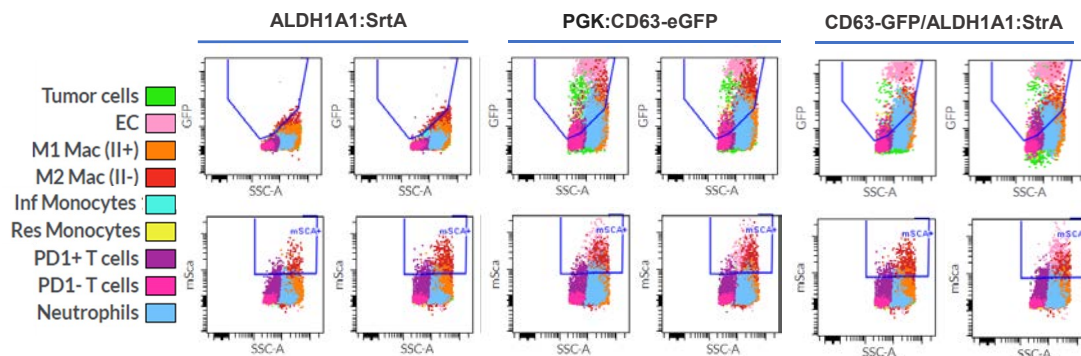 ALDH1A1:SrtA
PGK:CD63-eGFP
CD63-GFP/ALDH1A1:StrA
Tumor cells
EC
M1 Mac (II+)
M2 Mac (II-)
Inf Monocytes
Res Monocytes
PD1+ T cells
PD1- T cells
Neutrophils
GFP
SSC-A
GFP
SSC-A
GFP
SSC-A
GFP
SSC-A
GFP
SSC-A
GFP
SSC-A
mSca
mSCA+
SSC-A
mSca
mSCA+
SSC-A
mSca
mSCA+
SSC-A
mSca
mSCA+
SSC-A
mSca
mSCA+
SSC-A
mSca
mSCA+
SSC-A